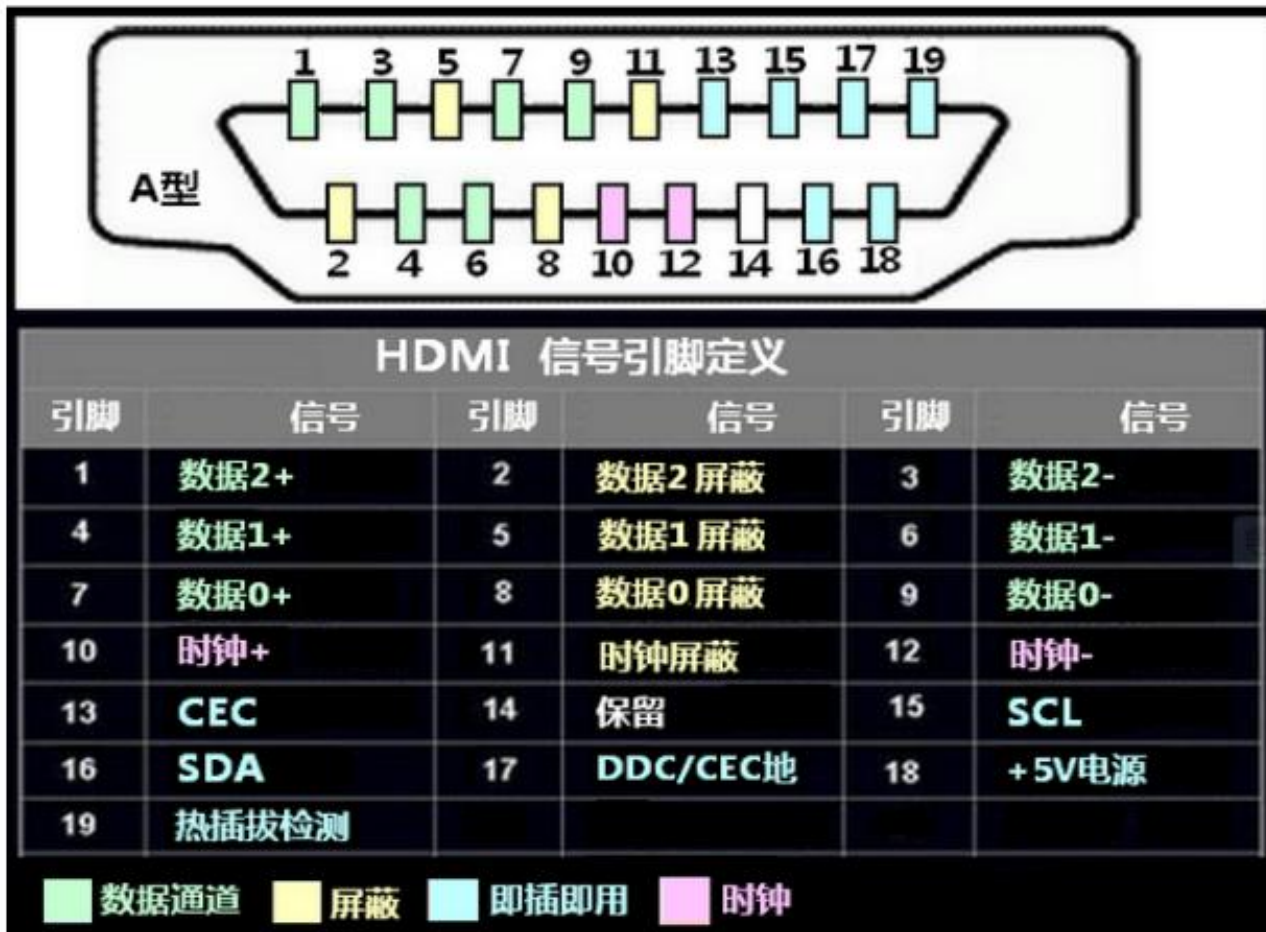 1 3 5 7 9 11 13 15 17 19
A型
2 4 6 8 10 12 14 16 18
HDMI 信号引脚定义
引脚 信号 引脚 信号 引脚 信号
1 数据2+ 2 数据2 屏蔽 3 数据2-
4 数据1+ 5 数据1 屏蔽 6 数据1-
7 数据0+ 8 数据0 屏蔽 9 数据0-
10 时钟+ 11 时钟屏蔽 12 时钟-
13 CEC 14 保留 15 SCL
16 SDA 17 DDC/CEC地 18 +5V电源
19 热插拔检测
数据通道 屏蔽 即插即用 时钟